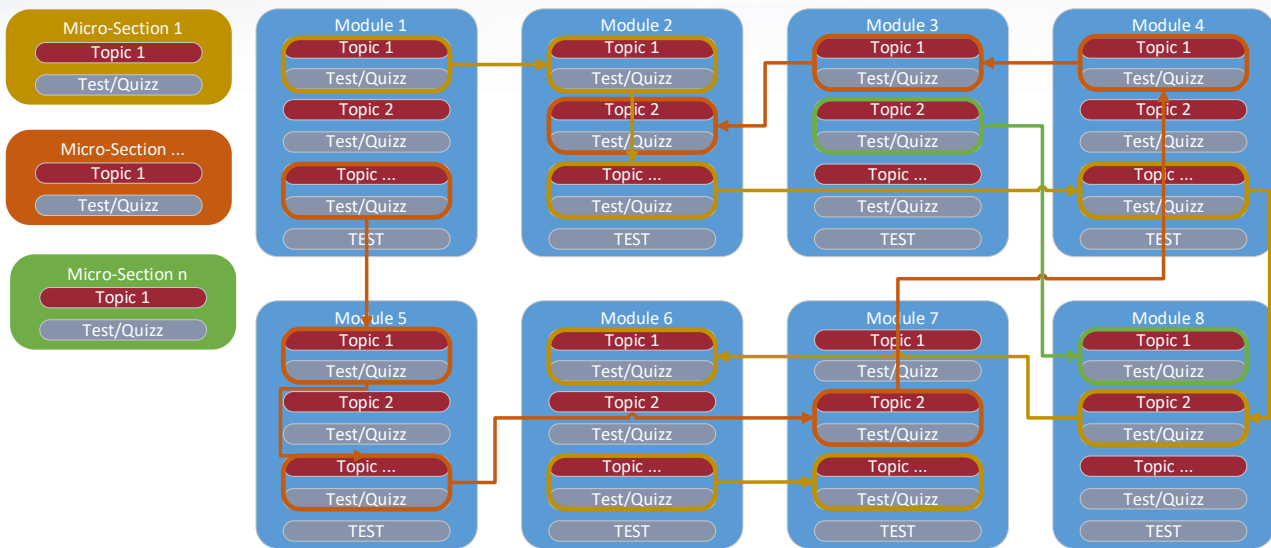 Micro-Section 1
Topic 1
Test/Quizz
Micro-Section ...
Topic 1
Test/Quizz
Micro-Section n
Topic 1
Test/Quizz
Module 1
Topic 1
Test/Quizz
Topic 2
Test/Quizz
Topic ...
Test/Quizz
TEST
Module 2
Topic 1
Test/Quizz
Topic 2
Test/Quizz
Topic ...
Test/Quizz
TEST
Module 3
Topic 1
Test/Quizz
Topic 2
Test/Quizz
Topic ...
Test/Quizz
TEST
Module 4
Topic 1
Test/Quizz
Topic 2
Test/Quizz
Topic ...
Test/Quizz
TEST
Module 5
Topic 1
Test/Quizz
Topic 2
Test/Quizz
Topic ...
Test/Quizz
TEST
Module 6
Topic 1
Test/Quizz
Topic 2
Test/Quizz
Topic ...
Test/Quizz
TEST
Module 7
Topic 1
Test/Quizz
Topic 2
Test/Quizz
Topic ...
Test/Quizz
TEST
Module 8
Topic 1
Test/Quizz
Topic 2
Test/Quizz
Topic ...
Test/Quizz
TEST